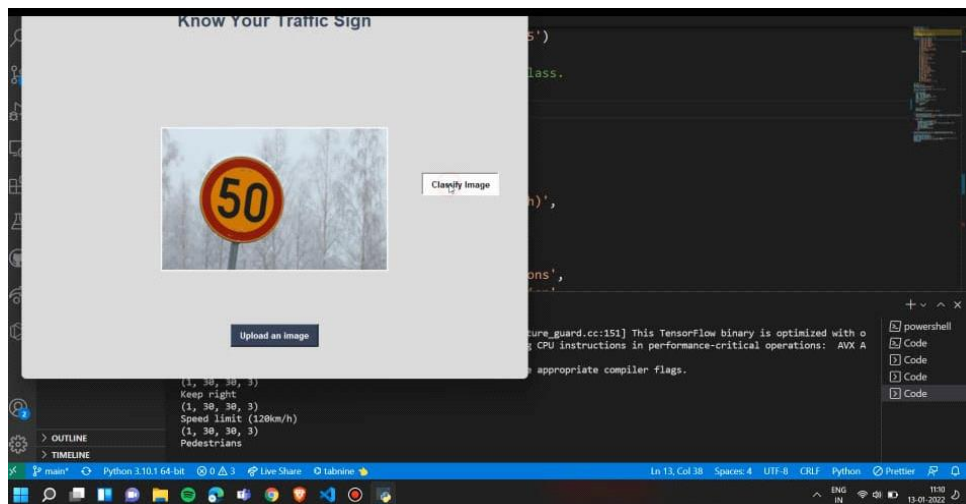 Know Your Traffic Sign
s')
lass.
50
Classify Image
h)',
ons',
Upload an image
ture_guard.cc:151] This TensorFlow binary is optimized with o
g CPU instructions in performance-critical operations: AVX A
e appropriate compiler flags.
(1, 30, 30, 3)
Keep right
(1, 30, 30, 3)
Speed limit (120km/h)
(1, 30, 30, 3)
Pedestrians
powershell
Code
Code
Code
Code
OUTLINE
TIMELINE
main* Python 3.10.1 64-bit 0 3 Live Share tabnine Ln 13, Col 38 Spaces: 4 UTF-8 CRLF Python Prettier
ENG
IN
11:10
13-01-2022